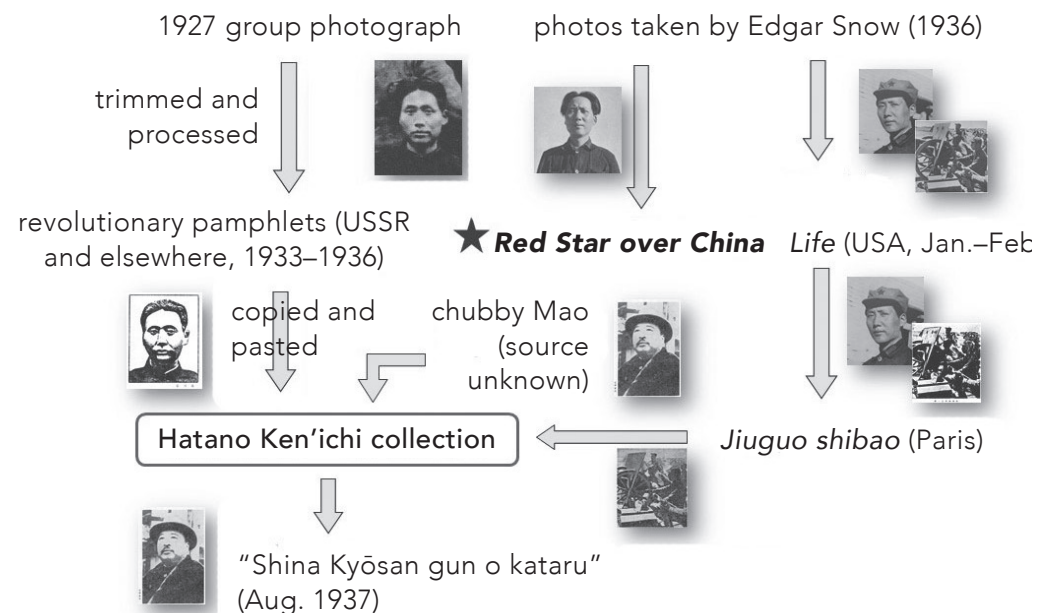 1927 group photograph
photos taken by Edgar Snow (1936)
trimmed and
processed
revolutionary pamphlets (USSR
and elsewhere, 1933–1936)
Red Star over China
Life (USA, Jan.–Feb
copied and
pasted
chubby Mao
(source
unknown)
Hatano Ken’ichi collection
Jiuguo shibao (Paris)
“Shina Kyōsan gun o kataru”
(Aug. 1937)